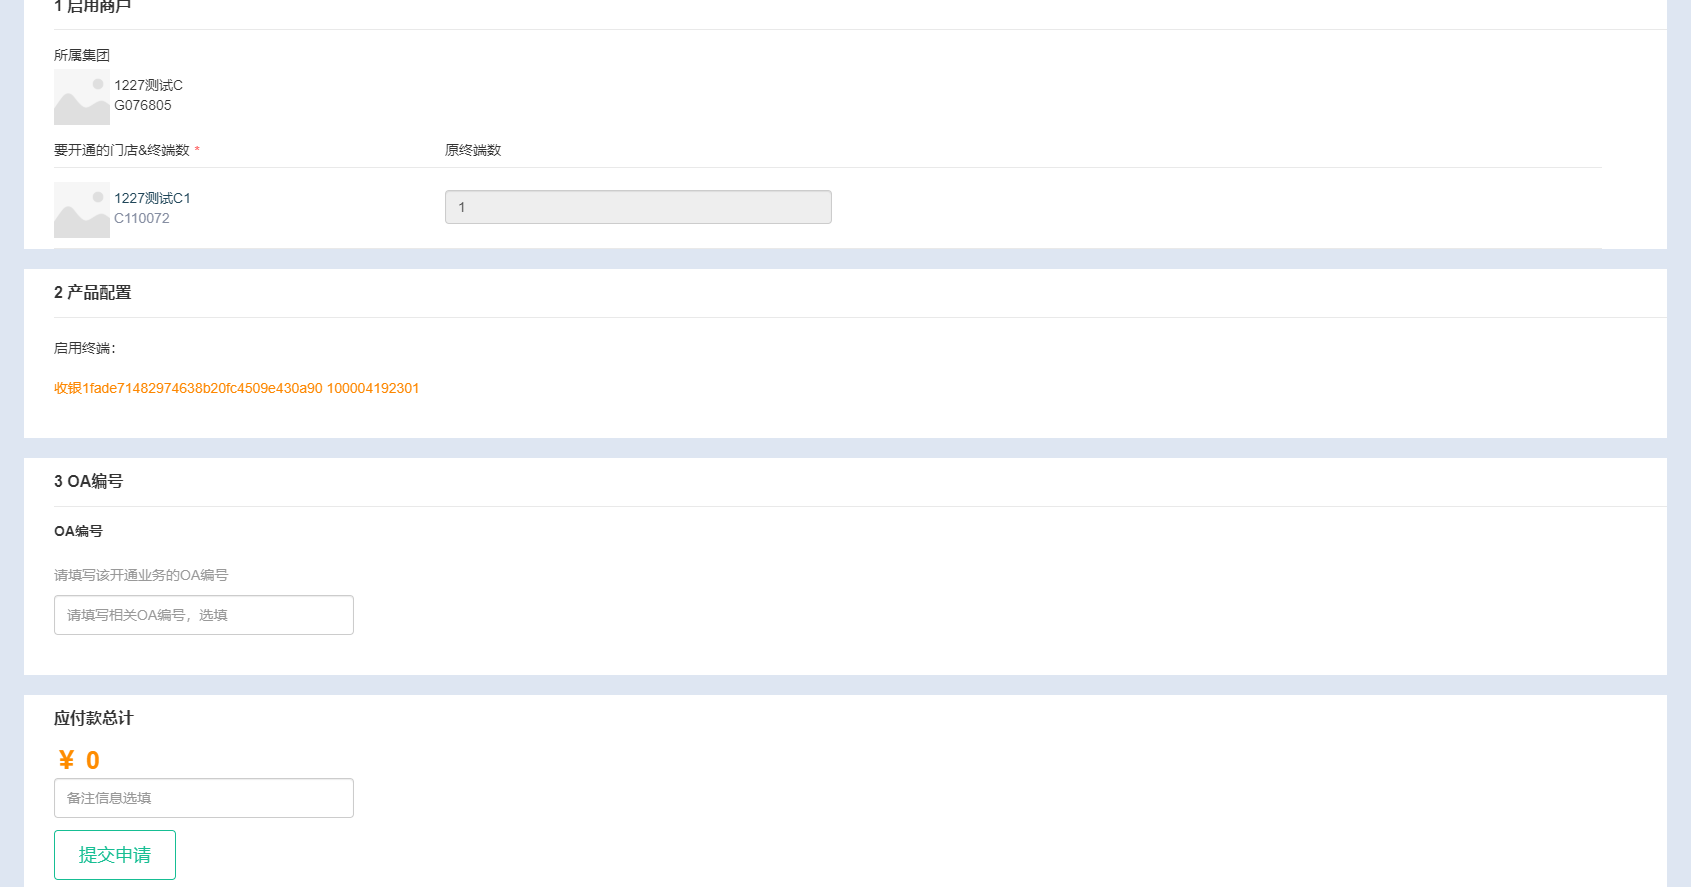 1 启用商户
所属集团
1227测试C
G076805
要开通的门店&终端数 *
原终端数
1227测试C1
C110072
1
2 产品配置
启用终端：
收银1fade71482974638b20fc4509e430a90 100004192301
3 OA编号
OA编号
请填写该开通业务的OA编号
请填写相关OA编号，选填
应付款总计
￥ 0
备注信息选填
提交申请